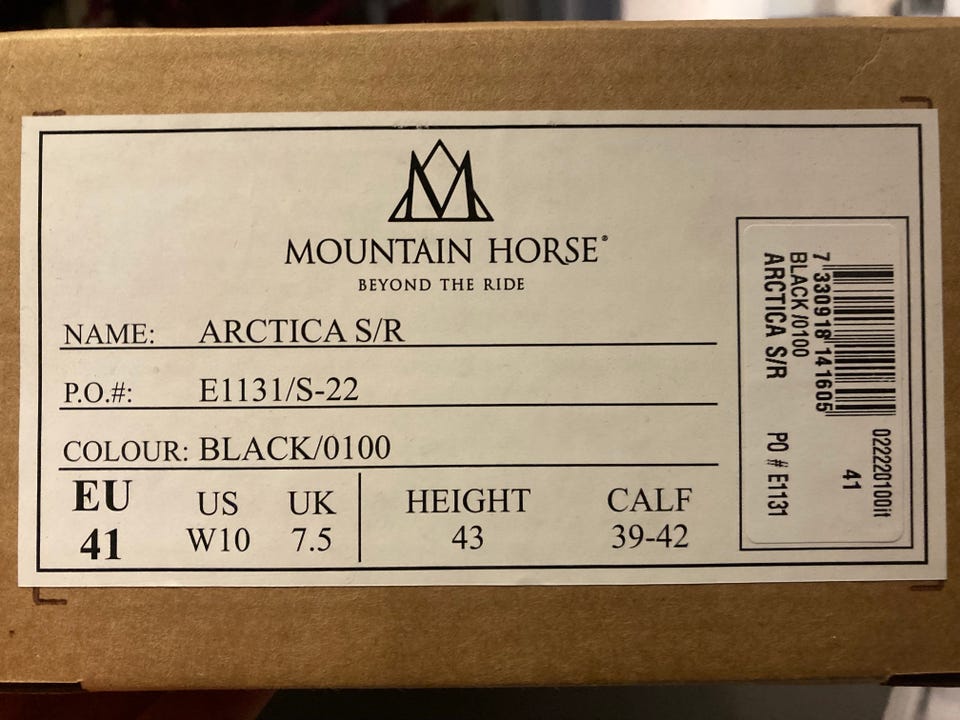 MOUNTAIN HORSE®
BEYOND THE RIDE
NAME: ARCTICA S/R
P.O.#: E1131/S-22
COLOUR: BLACK/0100
EU US UK HEIGHT CALF
41 W10 7.5 43 39-42
7 330918 141605
BLACK/0100
ARCTICA S/R PO # E1131
022220100it
41